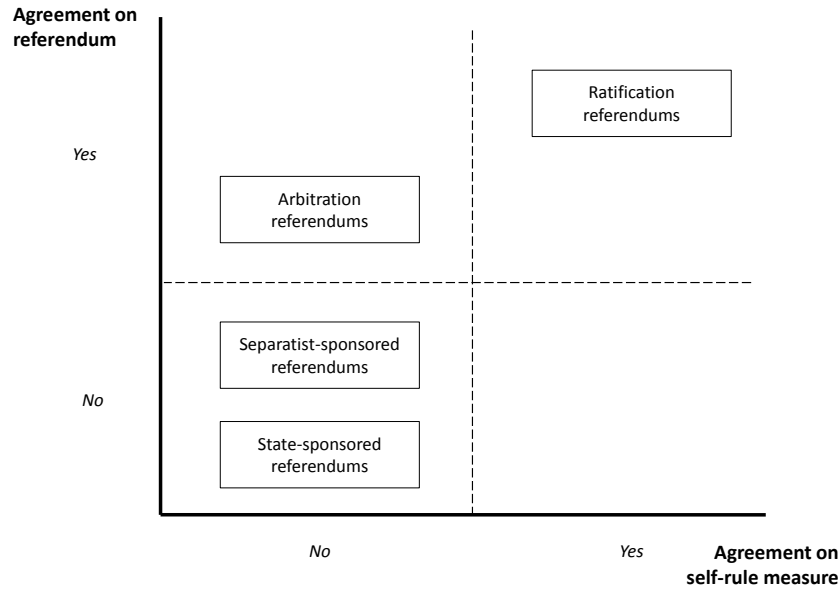 Agreement on
referendum
Ratification
referendums
Yes
Arbitration
referendums
Separatist-sponsored
referendums
No
State-sponsored
referendums
No
Yes
Agreement on
self-rule measure